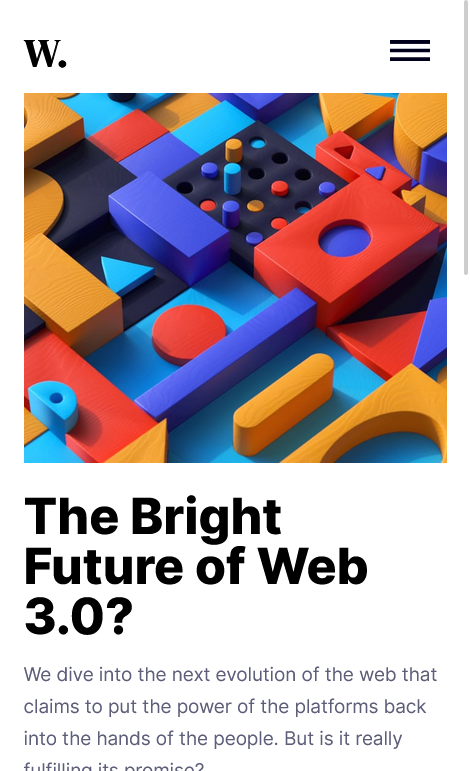 W.
The Bright
Future of Web
3.0?
We dive into the next evolution of the web that
claims to put the power of the platforms back
into the hands of the people. But is it really
fulfilling its promise?